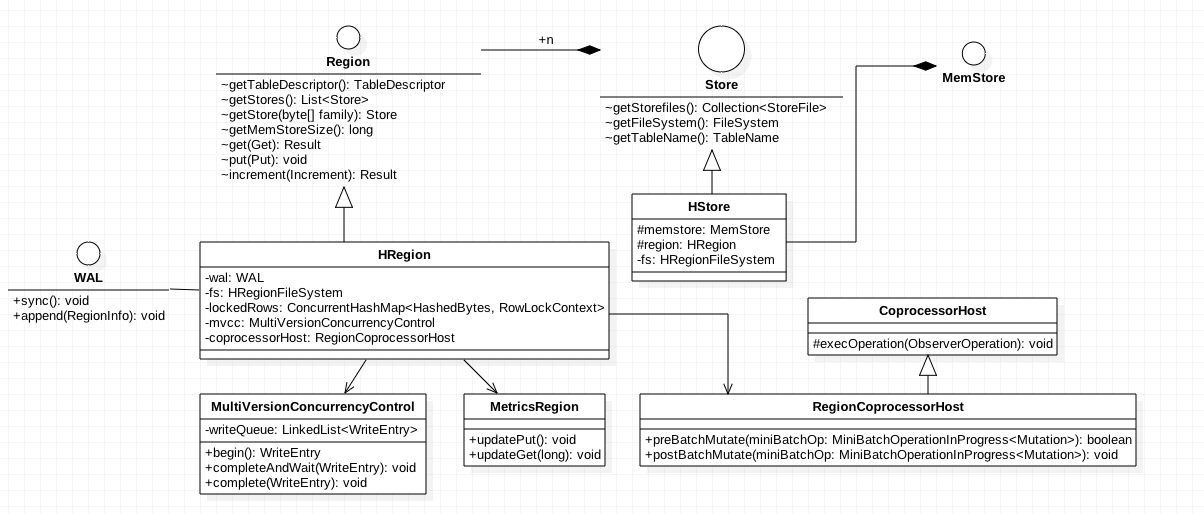 Region
~getTableDescriptor(): TableDescriptor
~getStores(): List<Store>
~getStore(byte[] family): Store
~getMemStoreSize(): long
~get(Get): Result
~put(Put): void
~increment(Increment): Result
+n
Store
~getStorefiles(): Collection<StoreFile>
~getFileSystem(): FileSystem
~getTableName(): TableName
MemStore
HStore
#memstore: MemStore
#region: HRegion
-fs: HRegionFileSystem
WAL
+sync(): void
+append(RegionInfo): void
HRegion
-wal: WAL
-fs: HRegionFileSystem
-lockedRows: ConcurrentHashMap<HashedBytes, RowLockContext>
-mvcc: MultiVersionConcurrencyControl
-coprocessorHost: RegionCoprocessorHost
CoprocessorHost
#execOperation(ObserverOperation): void
MultiVersionConcurrencyControl
-writeQueue: LinkedList<WriteEntry>
+begin(): WriteEntry
+completeAndWait(WriteEntry): void
+complete(WriteEntry): void
MetricsRegion
+updatePut(): void
+updateGet(long): void
RegionCoprocessorHost
+preBatchMutate(miniBatchOp: MiniBatchOperationInProgress<Mutation>): boolean
+postBatchMutate(miniBatchOp: MiniBatchOperationInProgress<Mutation>): void